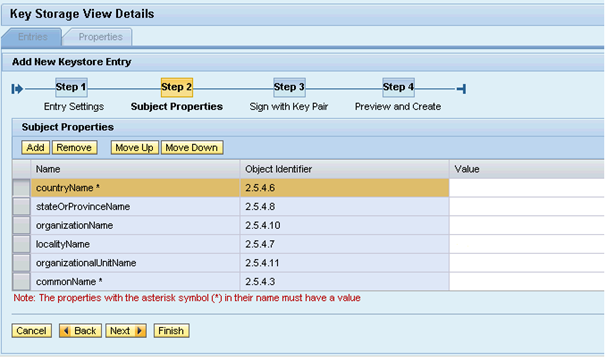 Key Storage View Details
Entries Properties
Add New Keystore Entry
Step 1 Step 2 Step 3 Step 4
Entry Settings Subject Properties Sign with Key Pair Preview and Create
Subject Properties
Add Remove Move Up Move Down
Name Object Identifier Value
countryName * 2.5.4.6
stateOrProvinceName 2.5.4.8
organizationName 2.5.4.10
localityName 2.5.4.7
organizationalUnitName 2.5.4.11
commonName * 2.5.4.3
Note: The properties with the asterisk symbol (*) in their name must have a value
Cancel Back Next Finish